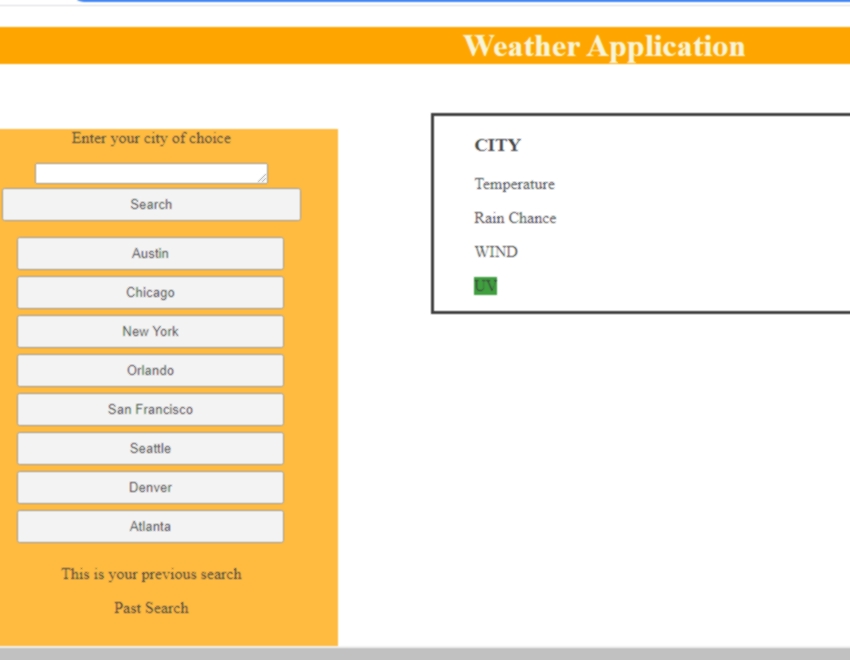 Weather Application
Enter your city of choice
Search
Austin
Chicago
New York
Orlando
San Francisco
Seattle
Denver
Atlanta
This is your previous search
Past Search
CITY
Temperature
Rain Chance
WIND
UV